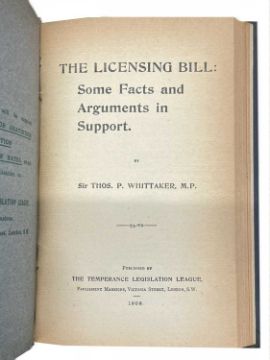 THE LICENSING BILL:
Some Facts and
Arguments in
Support.
BY
Sir THOS. P. WHITTAKER, M.P.
PUBLISHED BY
THE TEMPERANCE LEGISLATION LEAGUE,
PARLIAMENT MANSIONS, VICTORIA STREET, LONDON, S.W.
1908.